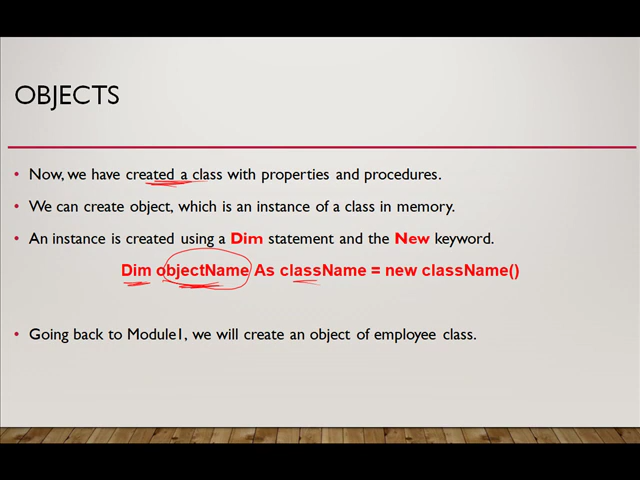 OBJECTS
• Now, we have created a class with properties and procedures.
• We can create object, which is an instance of a class in memory.
• An instance is created using a Dim statement and the New keyword.
Dim objectName As className = new className()
• Going back to Module1, we will create an object of employee class.